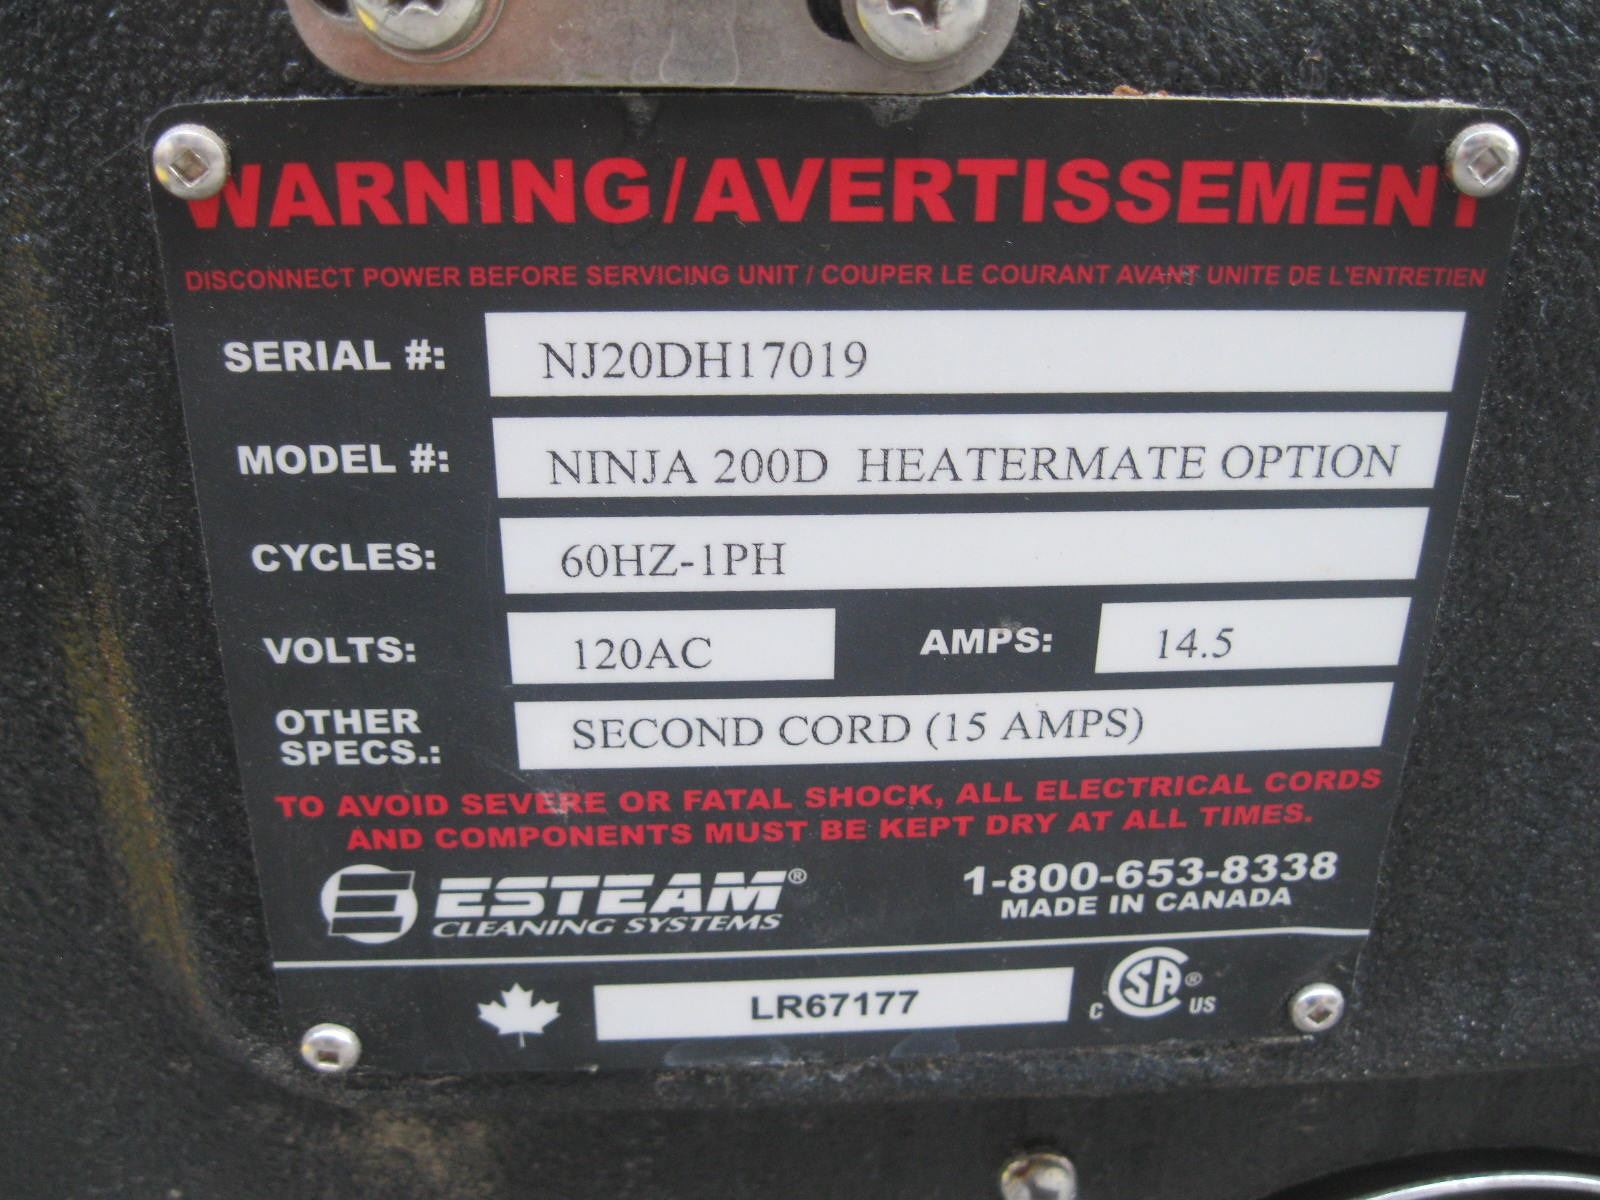 WARNING/AVERTISSEMENT
DISCONNECT POWER BEFORE SERVICING UNIT / COUPER LE COURANT AVANT UNITE DE L'ENTRETIEN
SERIAL #: NJ20DH17019
MODEL #: NINJA 200D HEATERMATE OPTION
CYCLES: 60HZ-1PH
VOLTS: 120AC AMPS: 14.5
OTHER SPECS.: SECOND CORD (15 AMPS)
TO AVOID SEVERE OR FATAL SHOCK, ALL ELECTRICAL CORDS
AND COMPONENTS MUST BE KEPT DRY AT ALL TIMES.
ESTEAM® 1-800-653-8338
CLEANING SYSTEMS MADE IN CANADA
LR67177 C SA® US